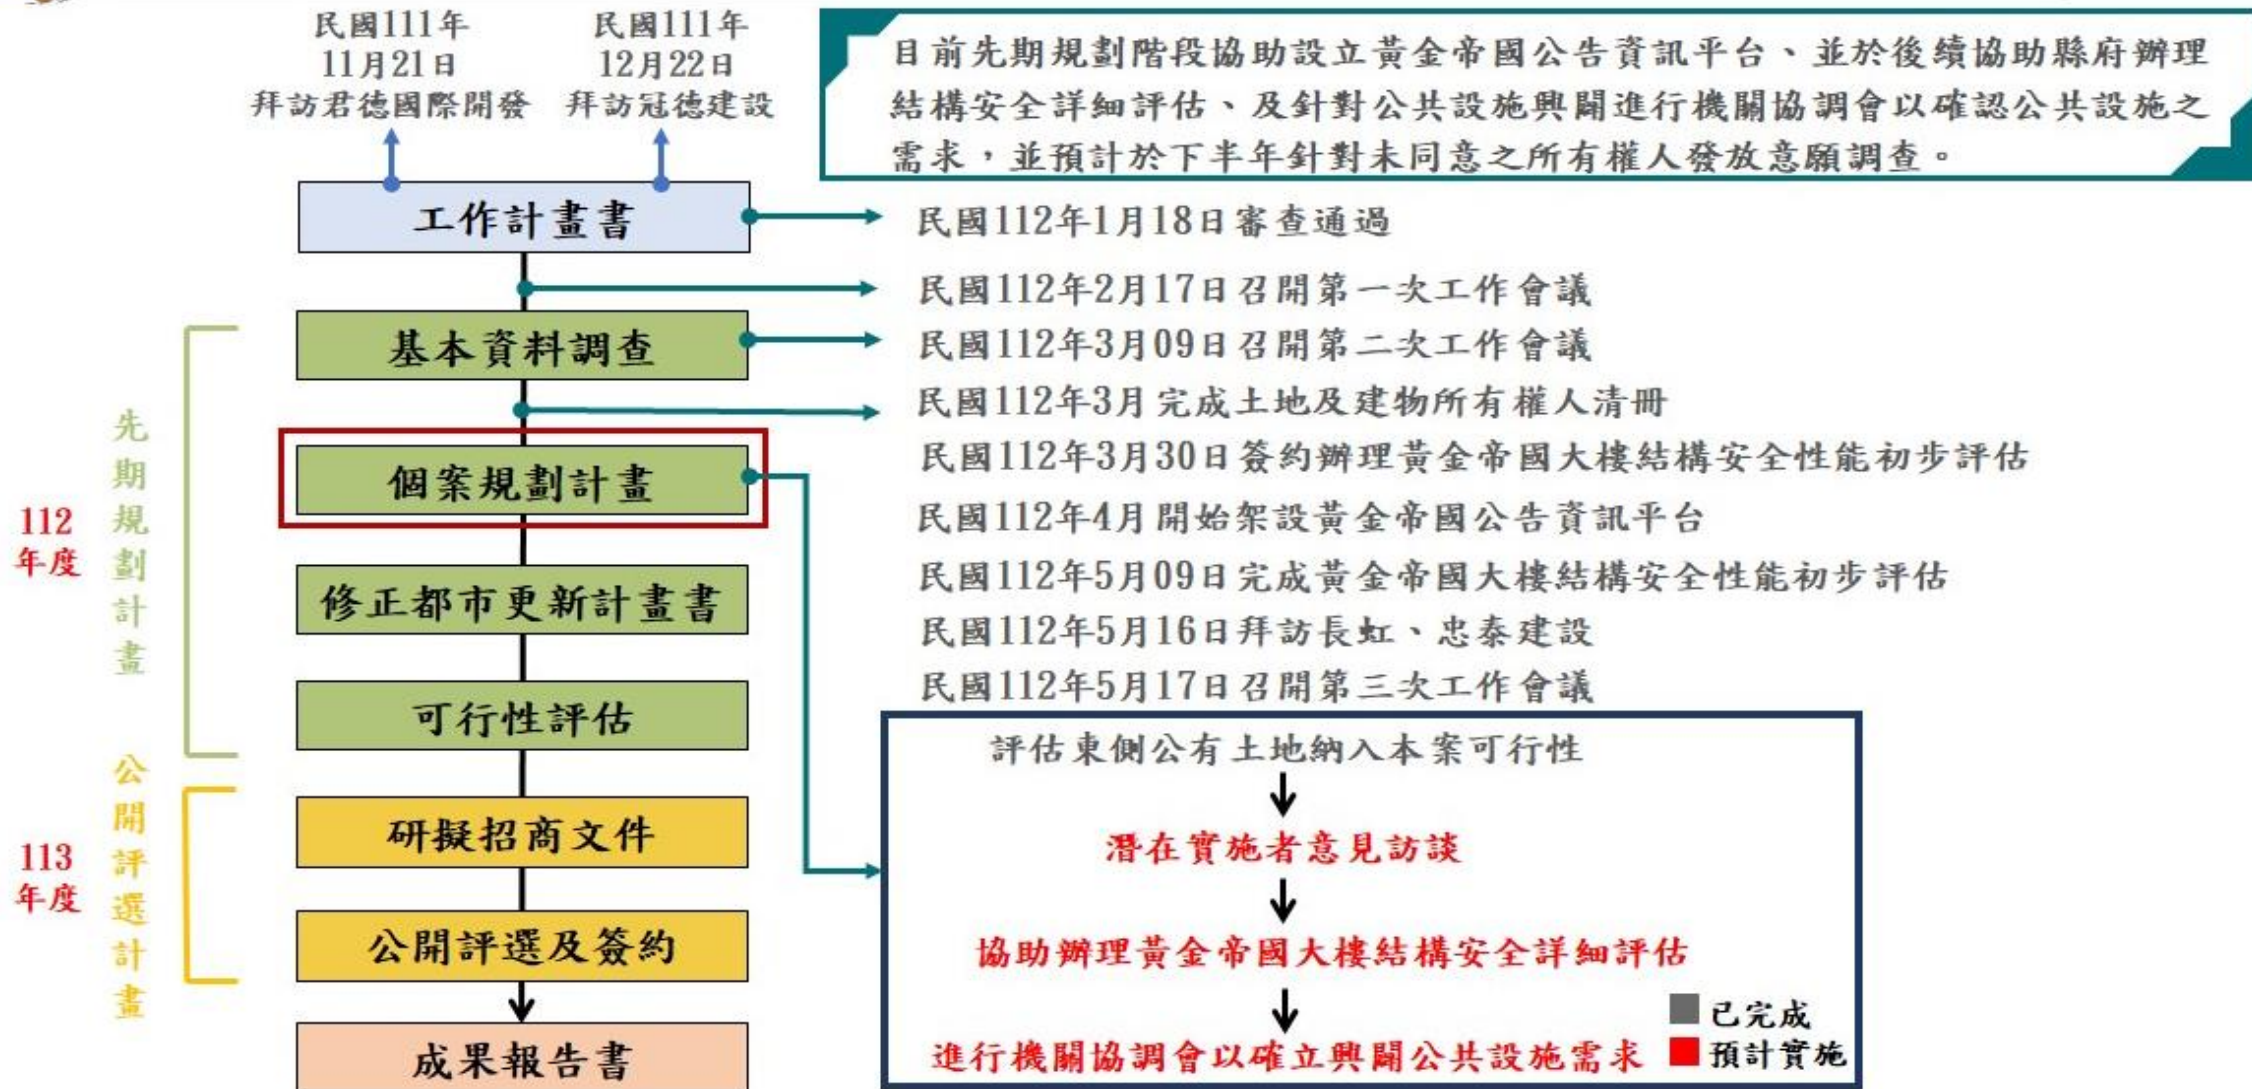 民國111年
11月21日
拜訪君德國際開發
民國111年
12月22日
拜訪冠德建設
目前先期規劃階段協助設立黃金帝國公告資訊平台、並於後續協助縣府辦理
結構安全詳細評估、及針對公共設施興闢進行機關協調會以確認公共設施之
需求，並預計於下半年針對未同意之所有權人發放意願調查。
工作計畫書
民國112年1月18日審查通過
民國112年2月17日召開第一次工作會議
基本資料調查
民國112年3月09日召開第二次工作會議
民國112年3月完成土地及建物所有權人清冊
個案規劃計畫
民國112年3月30日簽約辦理黃金帝國大樓結構安全性能初步評估
民國112年4月開始架設黃金帝國公告資訊平台
民國112年5月09日完成黃金帝國大樓結構安全性能初步評估
民國112年5月16日拜訪長虹、忠泰建設
民國112年5月17日召開第三次工作會議
112
年度
先期規劃計畫
修正都市更新計畫書
可行性評估
113
年度
公開評選計畫
研擬招商文件
公開評選及簽約
成果報告書
評估東側公有土地納入本案可行性
潛在實施者意見訪談
協助辦理黃金帝國大樓結構安全詳細評估
進行機關協調會以確立興闢公共設施需求
已完成
預計實施